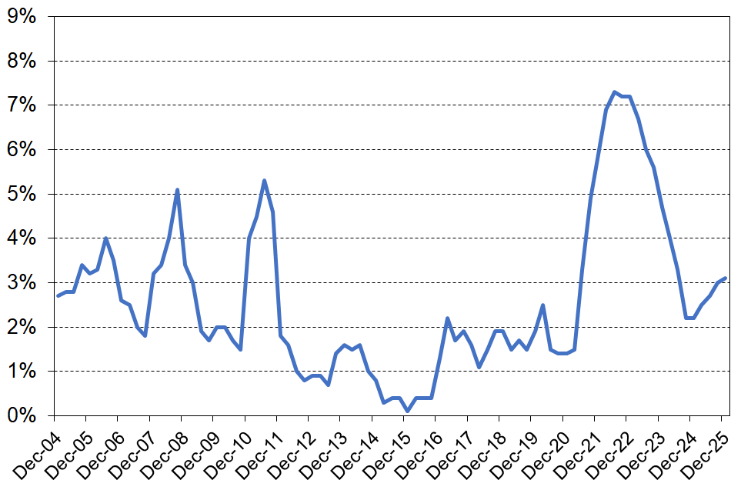 9%
8%
7%
6%
5%
4%
3%
2%
1%
0%
Dec-04
Dec-05
Dec-06
Dec-07
Dec-08
Dec-09
Dec-10
Dec-11
Dec-12
Dec-13
Dec-14
Dec-15
Dec-16
Dec-17
Dec-18
Dec-19
Dec-20
Dec-21
Dec-22
Dec-23
Dec-24
Dec-25